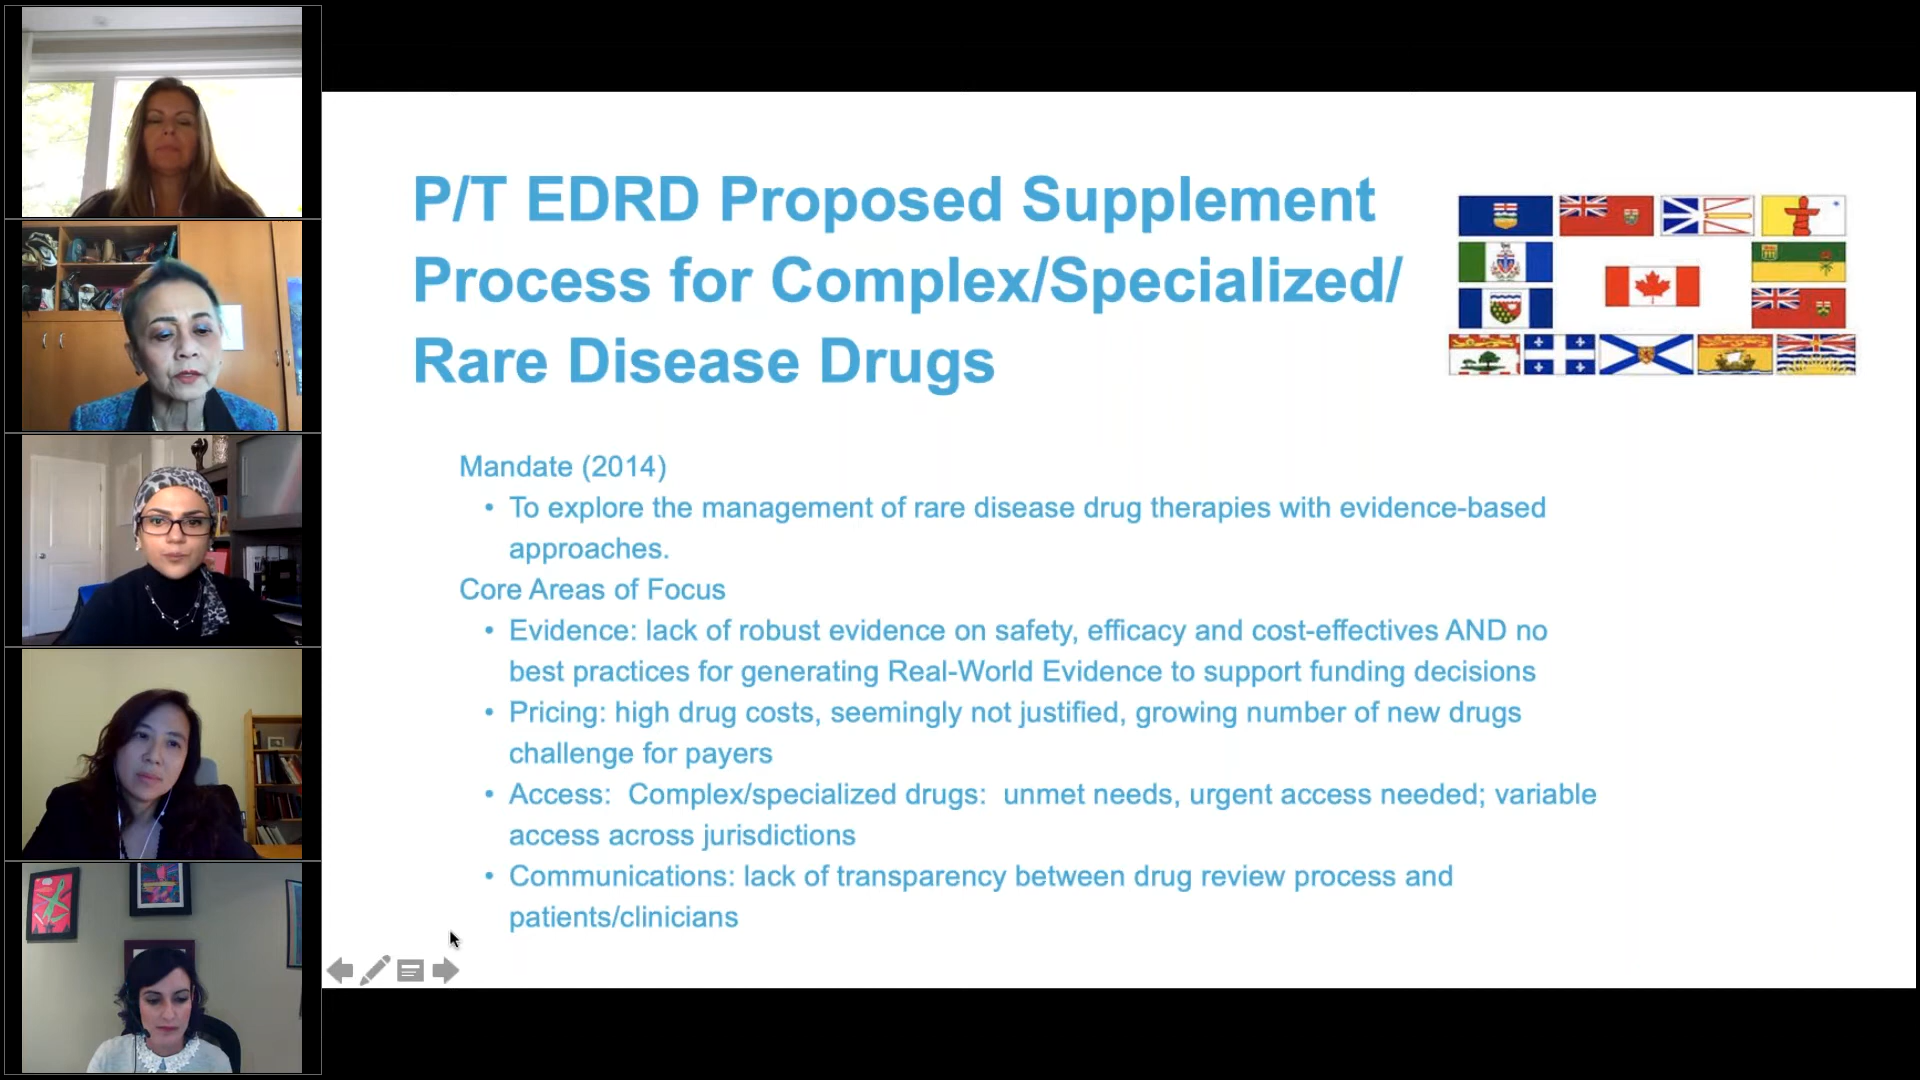 P/T EDRD Proposed Supplement
Process for Complex/Specialized/
Rare Disease Drugs
Mandate (2014)
• To explore the management of rare disease drug therapies with evidence-based
approaches.
Core Areas of Focus
• Evidence: lack of robust evidence on safety, efficacy and cost-effectives AND no
best practices for generating Real-World Evidence to support funding decisions
• Pricing: high drug costs, seemingly not justified, growing number of new drugs
challenge for payers
• Access:  Complex/specialized drugs:  unmet needs, urgent access needed; variable
access across jurisdictions
• Communications: lack of transparency between drug review process and
patients/clinicians